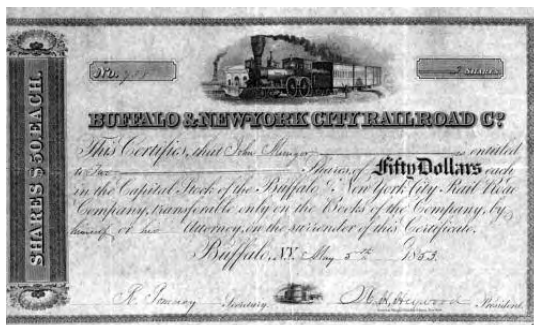 No.
SHARES
BUFFALO & NEW-YORK CITY RAILROAD Cº.
This Certifies, that John is entitled
to Two Shares of Fifty Dollars each
in the Capital Stock of the Buffalo & New York City Rail Road
Company, transferable only on the Books of the Company, by
himself or his Attorney, on the surrender of this Certificate.
Buffalo, N.Y. May 5th 1853.
Secretary. Heywood President.
SHARES $50 EACH.